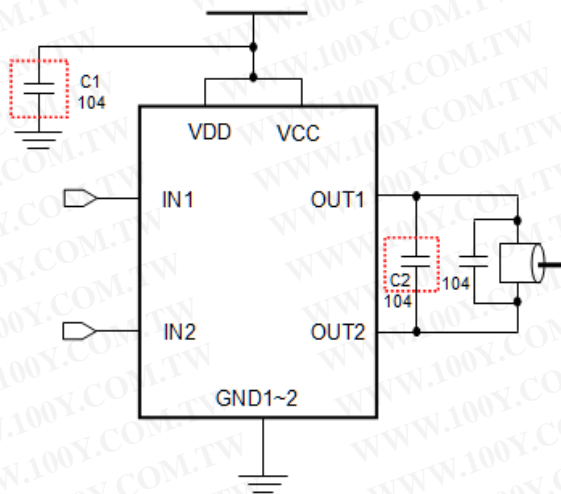 C1
104
VDD
VCC
IN1
OUT1
C2
104
104
IN2
OUT2
GND1~2
WWW.100Y.COM.TW